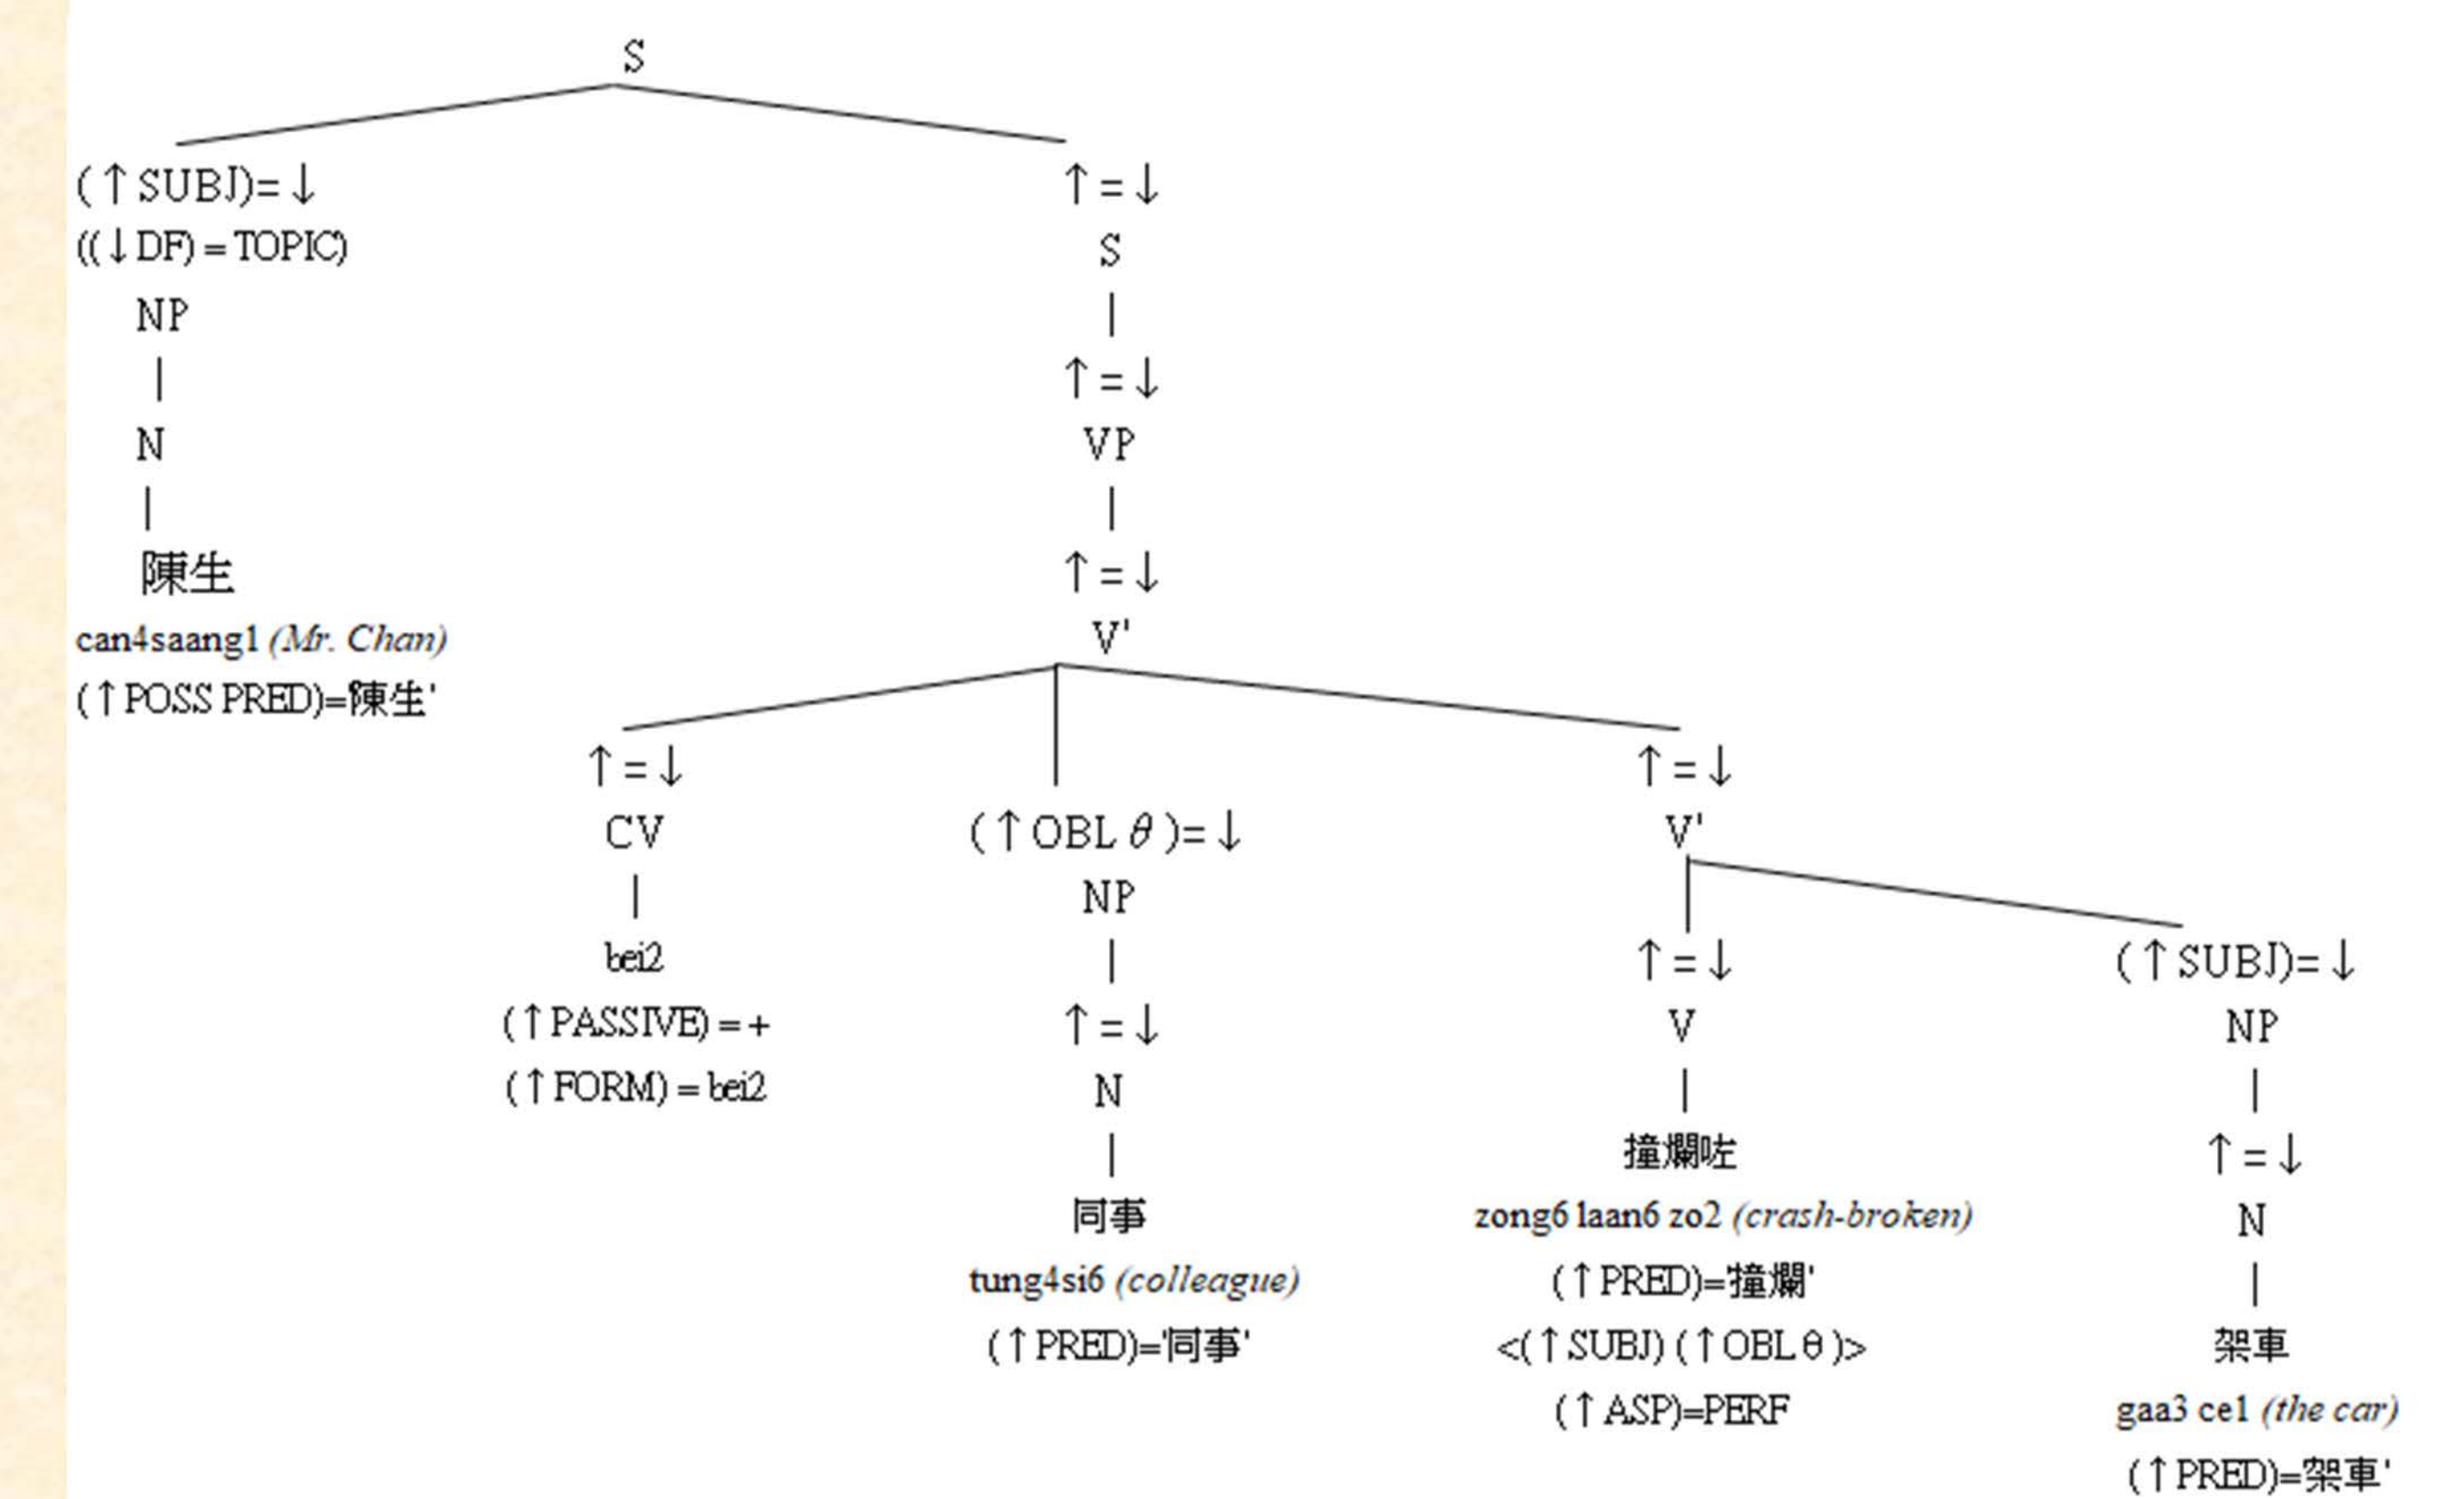 S
(↑SUBJ)=↓ ↑=↓
((↓DF)=TOPIC) S
NP
↑=↓
N VP
陳生 ↑=↓
can4saang1 (Mr. Chan) V'
(↑POSS PRED)='陳生'
↑=↓ ↑=↓
CV (↑OBL θ)=↓ V'
NP
bei2 ↑=↓ (↑SUBJ)=↓
(↑PASSIVE)=+ ↑=↓ V NP
(↑FORM)=bei2 N
撞爛咗 ↑=↓
同事 zong6 laan6 zo2 (crash-broken) N
tung4si6 (colleague) (↑PRED)='撞爛'
(↑PRED)='同事' <(↑SUBJ)(↑OBLθ)> 架車
(↑ASP)=PERF gaa3 ce1 (the car)
(↑PRED)='架車'